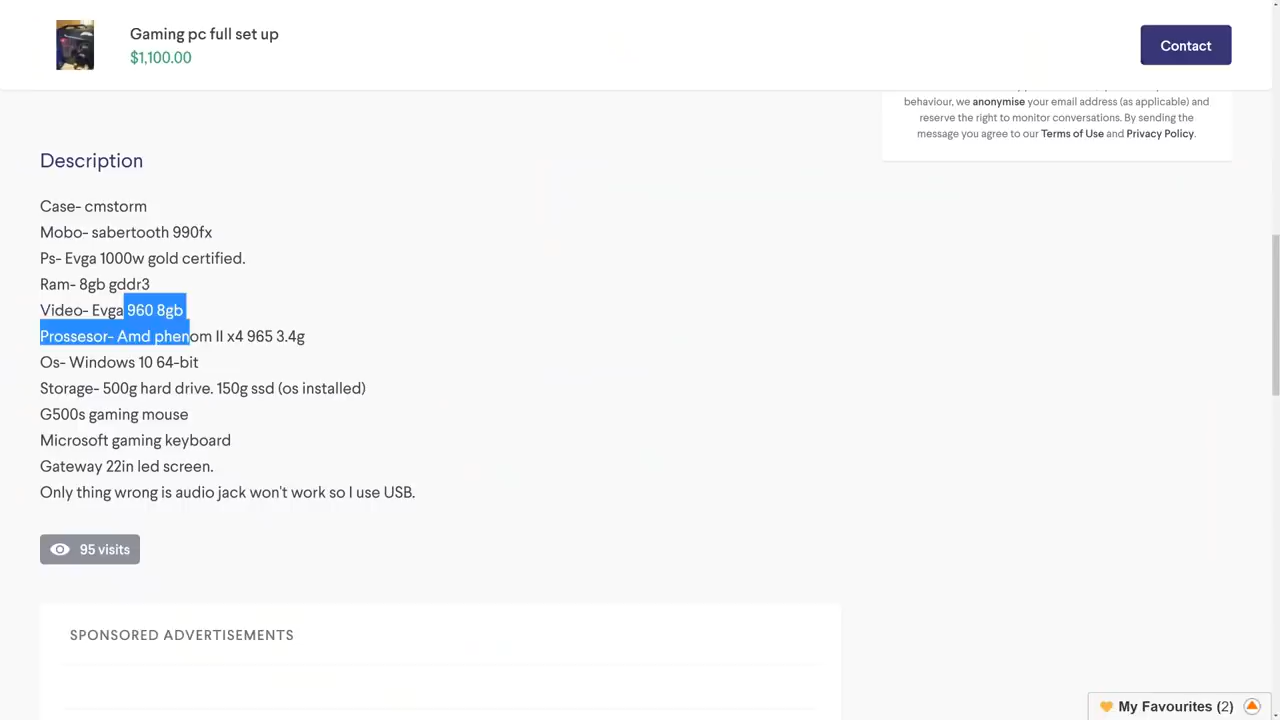 Gaming pc full set up
$1,100.00
Contact
behaviour, we anonymise your email address (as applicable) and
reserve the right to monitor conversations. By sending the
message you agree to our Terms of Use and Privacy Policy.
Description
Case- cmstorm
Mobo- sabertooth 990fx
Ps- Evga 1000w gold certified.
Ram- 8gb gddr3
Video- Evga 960 8gb
Prossesor- Amd phenom II x4 965 3.4g
Os- Windows 10 64-bit
Storage- 500g hard drive. 150g ssd (os installed)
G500s gaming mouse
Microsoft gaming keyboard
Gateway 22in led screen.
Only thing wrong is audio jack won't work so I use USB.
95 visits
SPONSORED ADVERTISEMENTS
My Favourites (2)